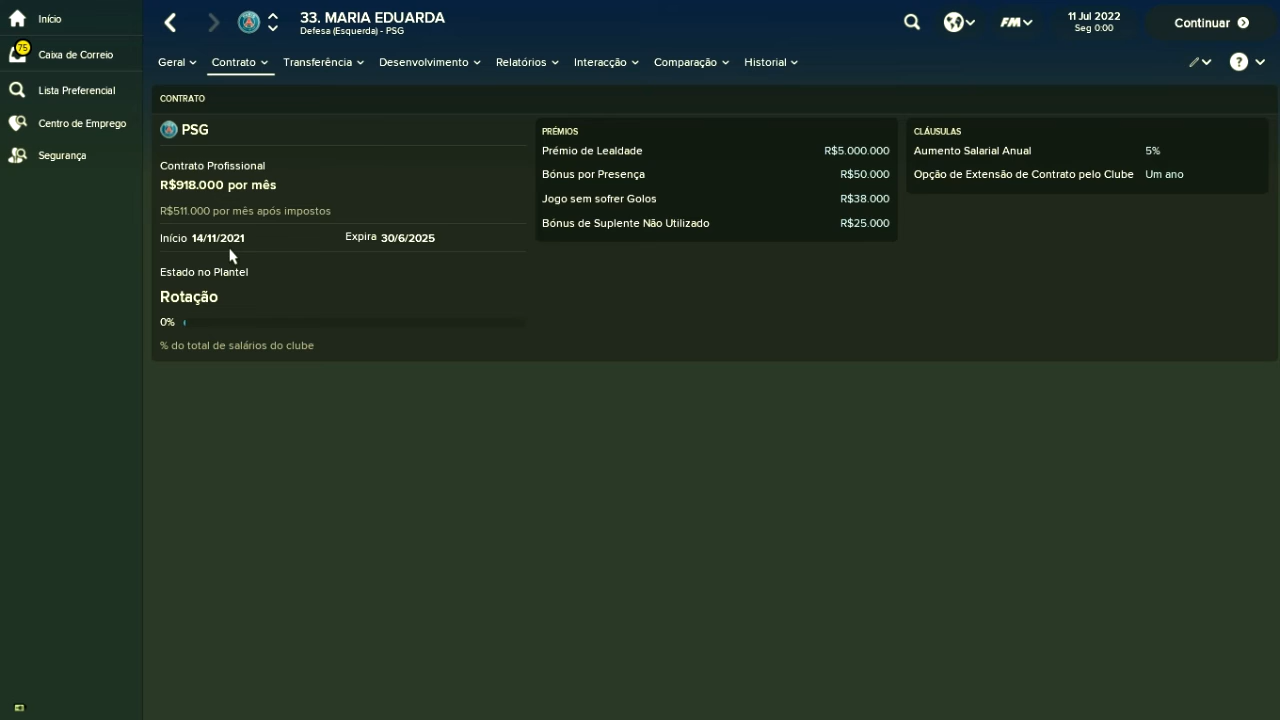 Início
75
Caixa de Correio
Lista Preferencial
Centro de Emprego
Segurança
33. MARIA EDUARDA
Defesa (Esquerda) - PSG
FM
11 Jul 2022
Seg 0:00
Continuar
Geral
Contrato
Transferência
Desenvolvimento
Relatórios
Interacção
Comparação
Historial
?
CONTRATO
PSG
Contrato Profissional
R$918.000 por mês
R$511.000 por mês após impostos
Início 14/11/2021
Expira 30/6/2025
Estado no Plantel
Rotação
0%
% do total de salários do clube
PRÉMIOS
Prémio de Lealdade R$5.000.000
Bónus por Presença R$50.000
Jogo sem sofrer Golos R$38.000
Bónus de Suplente Não Utilizado R$25.000
CLÁUSULAS
Aumento Salarial Anual 5%
Opção de Extensão de Contrato pelo Clube Um ano